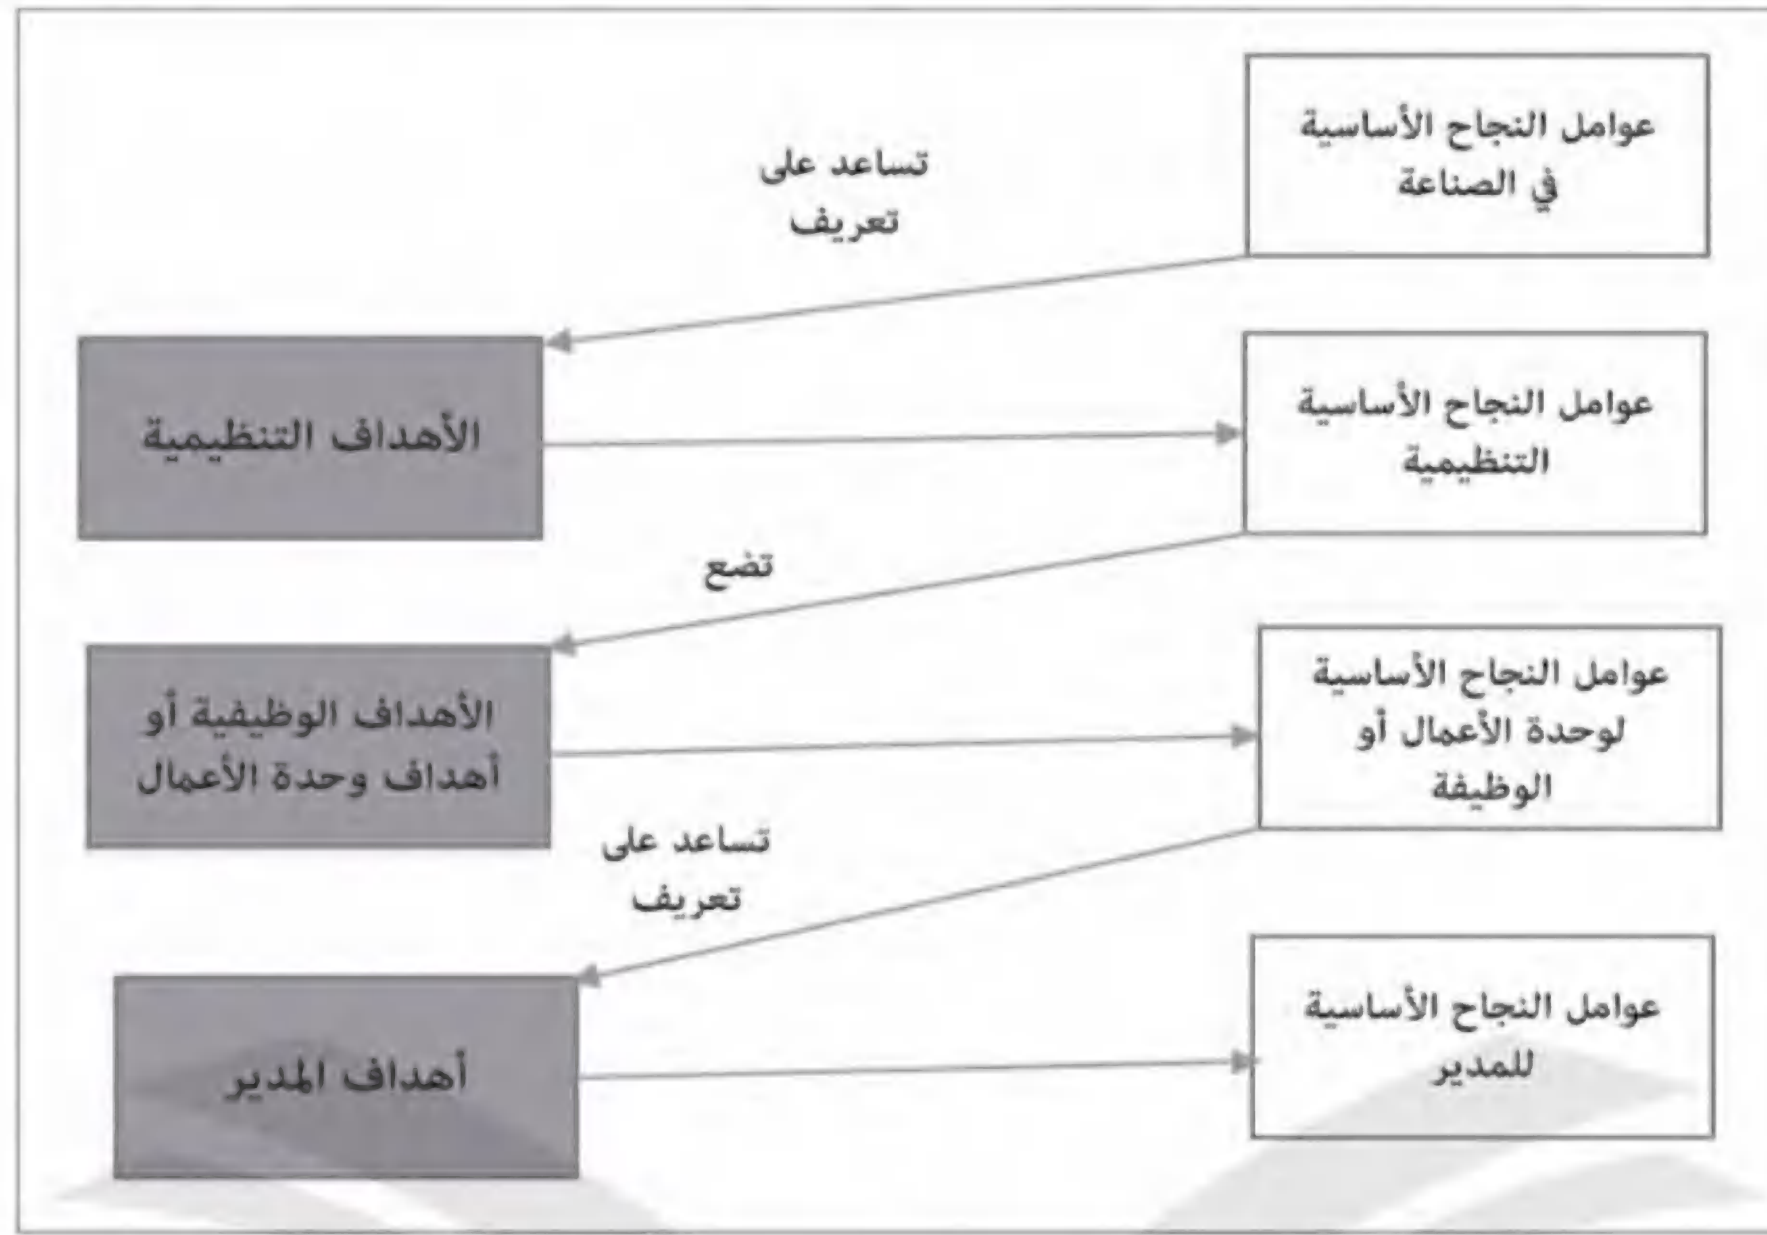 عوامل النجاح الأساسية
في الصناعة
تساعد على
تعريف
الأهداف التنظيمية
عوامل النجاح الأساسية
التنظيمية
تضع
الأهداف الوظيفية أو
أهداف وحدة الأعمال
عوامل النجاح الأساسية
لوحدة الأعمال أو
الوظيفة
تساعد على
تعريف
أهداف المدير
عوامل النجاح الأساسية
للمدير